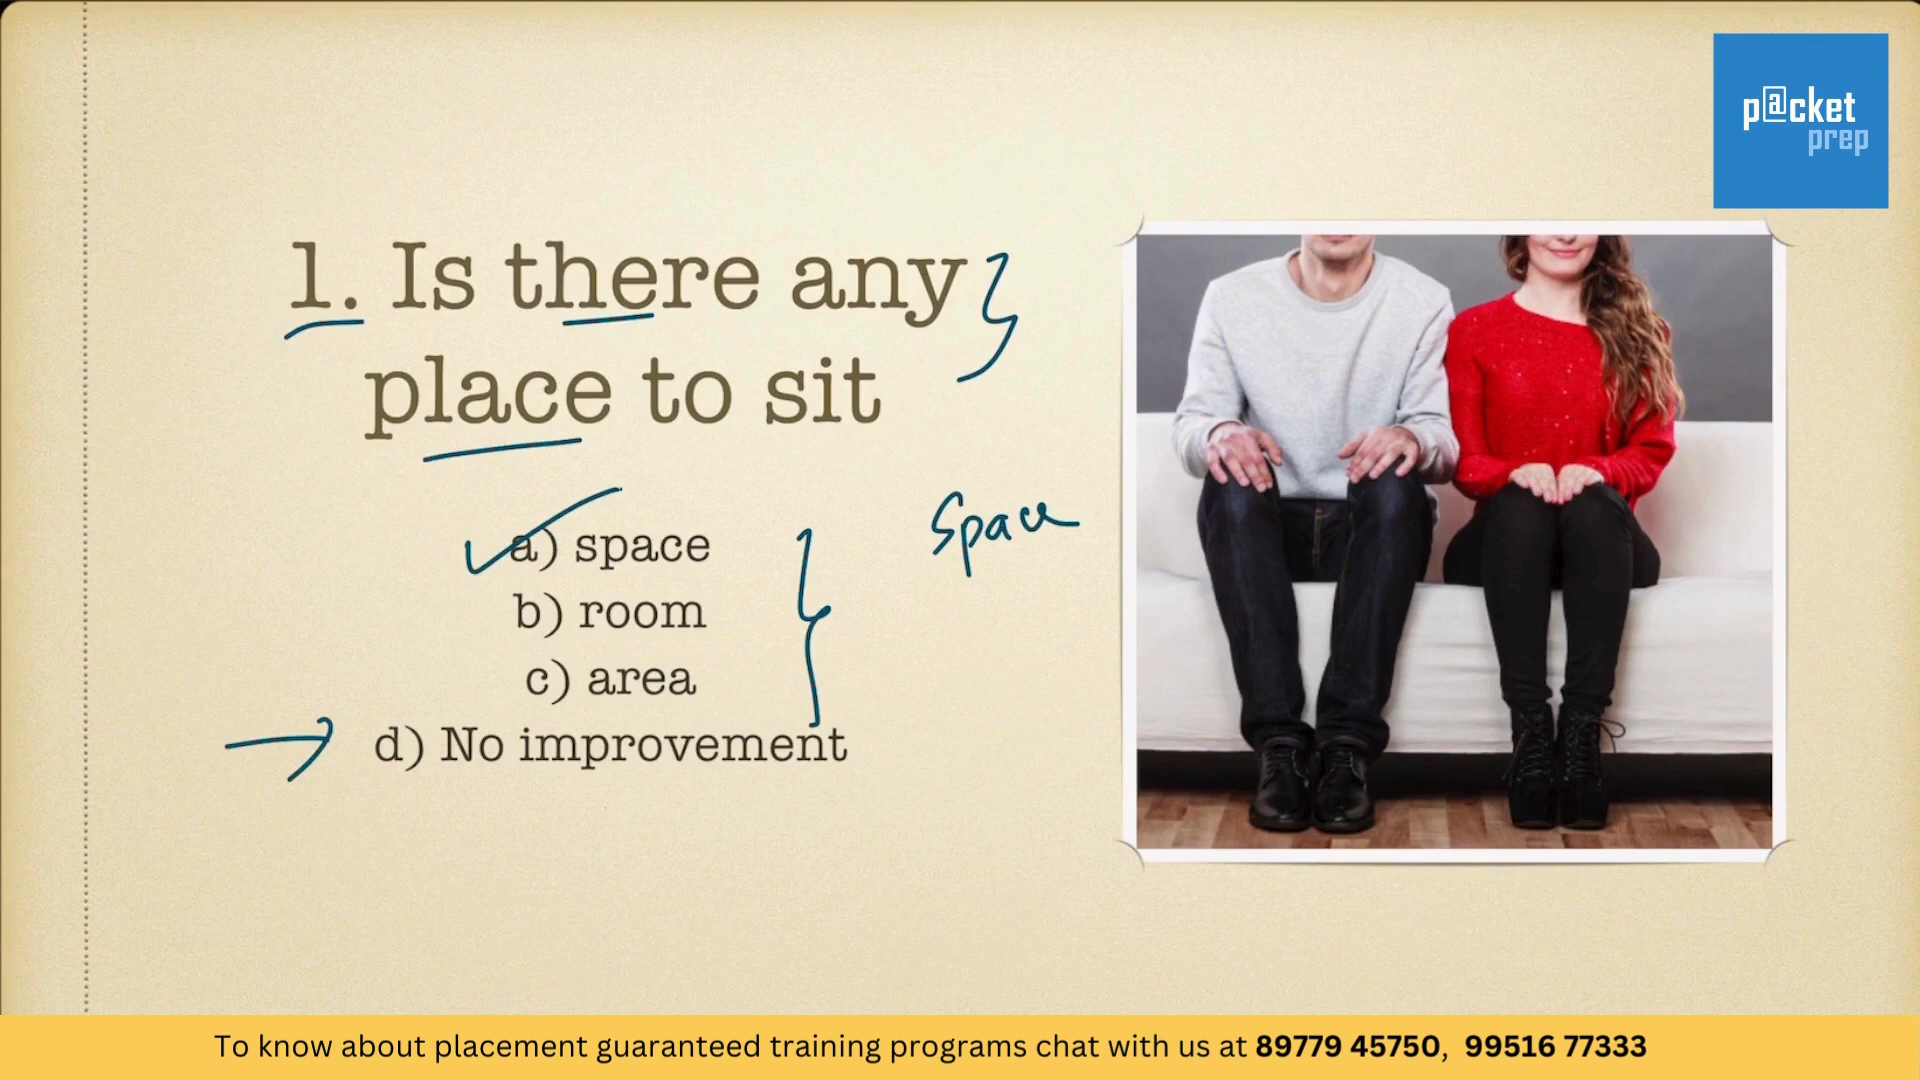 p@cket
prep
1. Is there any
place to sit
a) space
b) room
c) area
d) No improvement
Space
To know about placement guaranteed training programs chat with us at 89779 45750, 99516 77333